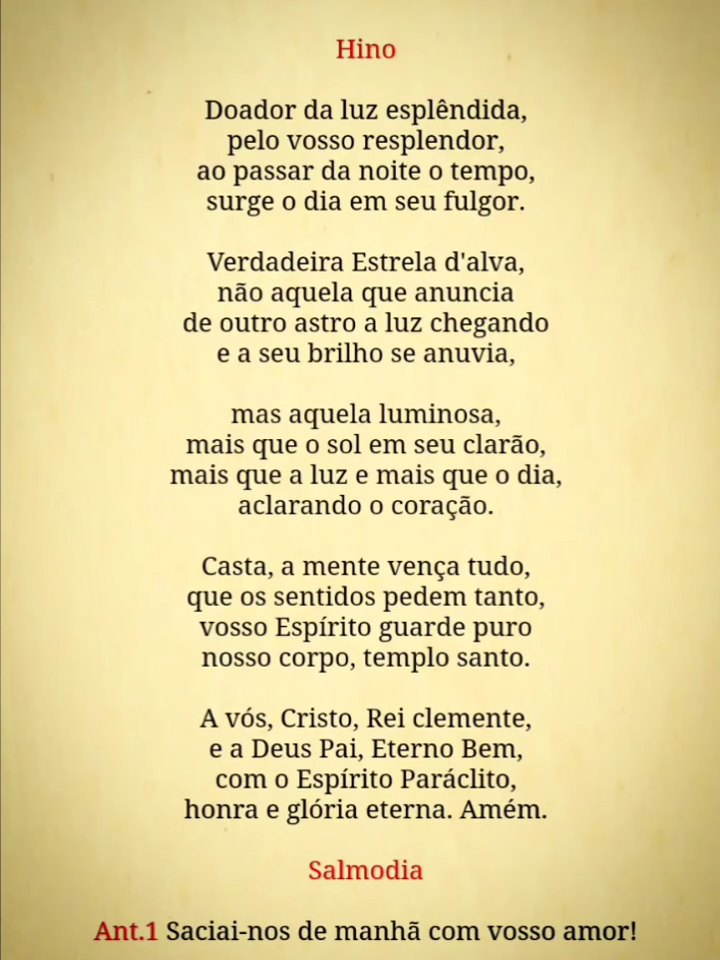 Hino
Doador da luz esplêndida,
pelo vosso resplendor,
ao passar da noite o tempo,
surge o dia em seu fulgor.
Verdadeira Estrela d'alva,
não aquela que anuncia
de outro astro a luz chegando
e a seu brilho se anuvia,
mas aquela luminosa,
mais que o sol em seu clarão,
mais que a luz e mais que o dia,
aclarando o coração.
Casta, a mente vença tudo,
que os sentidos pedem tanto,
vosso Espírito guarde puro
nosso corpo, templo santo.
A vós, Cristo, Rei clemente,
e a Deus Pai, Eterno Bem,
com o Espírito Paráclito,
honra e glória eterna. Amém.
Salmodia
Ant.1 Saciai-nos de manhã com vosso amor!